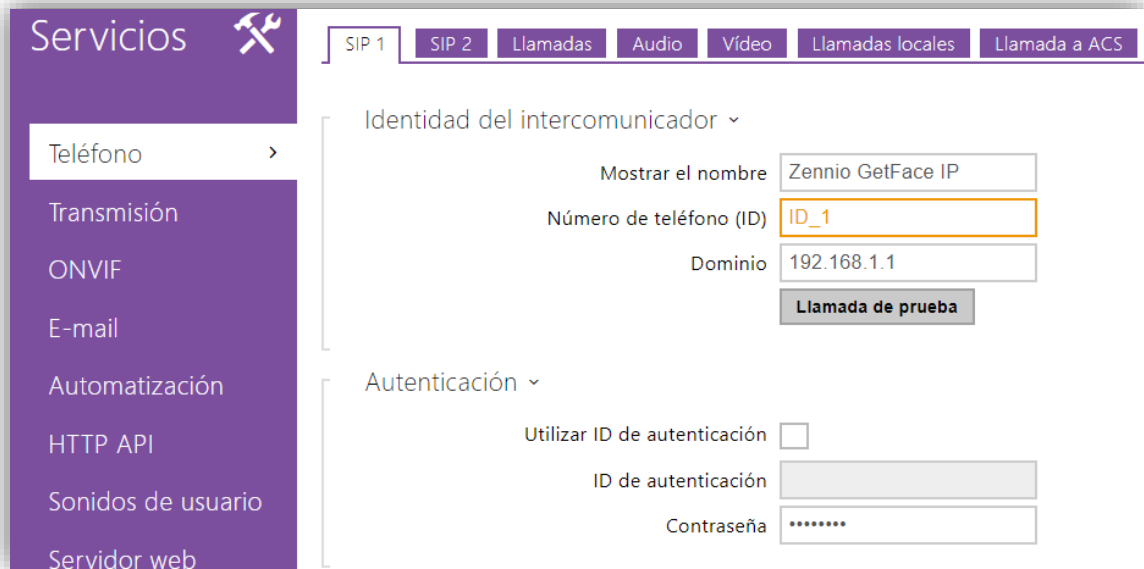 Servicios
SIP 1 SIP 2 Llamadas Audio Vídeo Llamadas locales Llamada a ACS
Teléfono
Transmisión
ONVIF
E-mail
Automatización
HTTP API
Sonidos de usuario
Servidor web
Identidad del intercomunicador
Mostrar el nombre Zennio GetFace IP
Número de teléfono (ID) ID_1
Dominio 192.168.1.1
Llamada de prueba
Autenticación
Utilizar ID de autenticación
ID de autenticación
Contraseña ••••••••